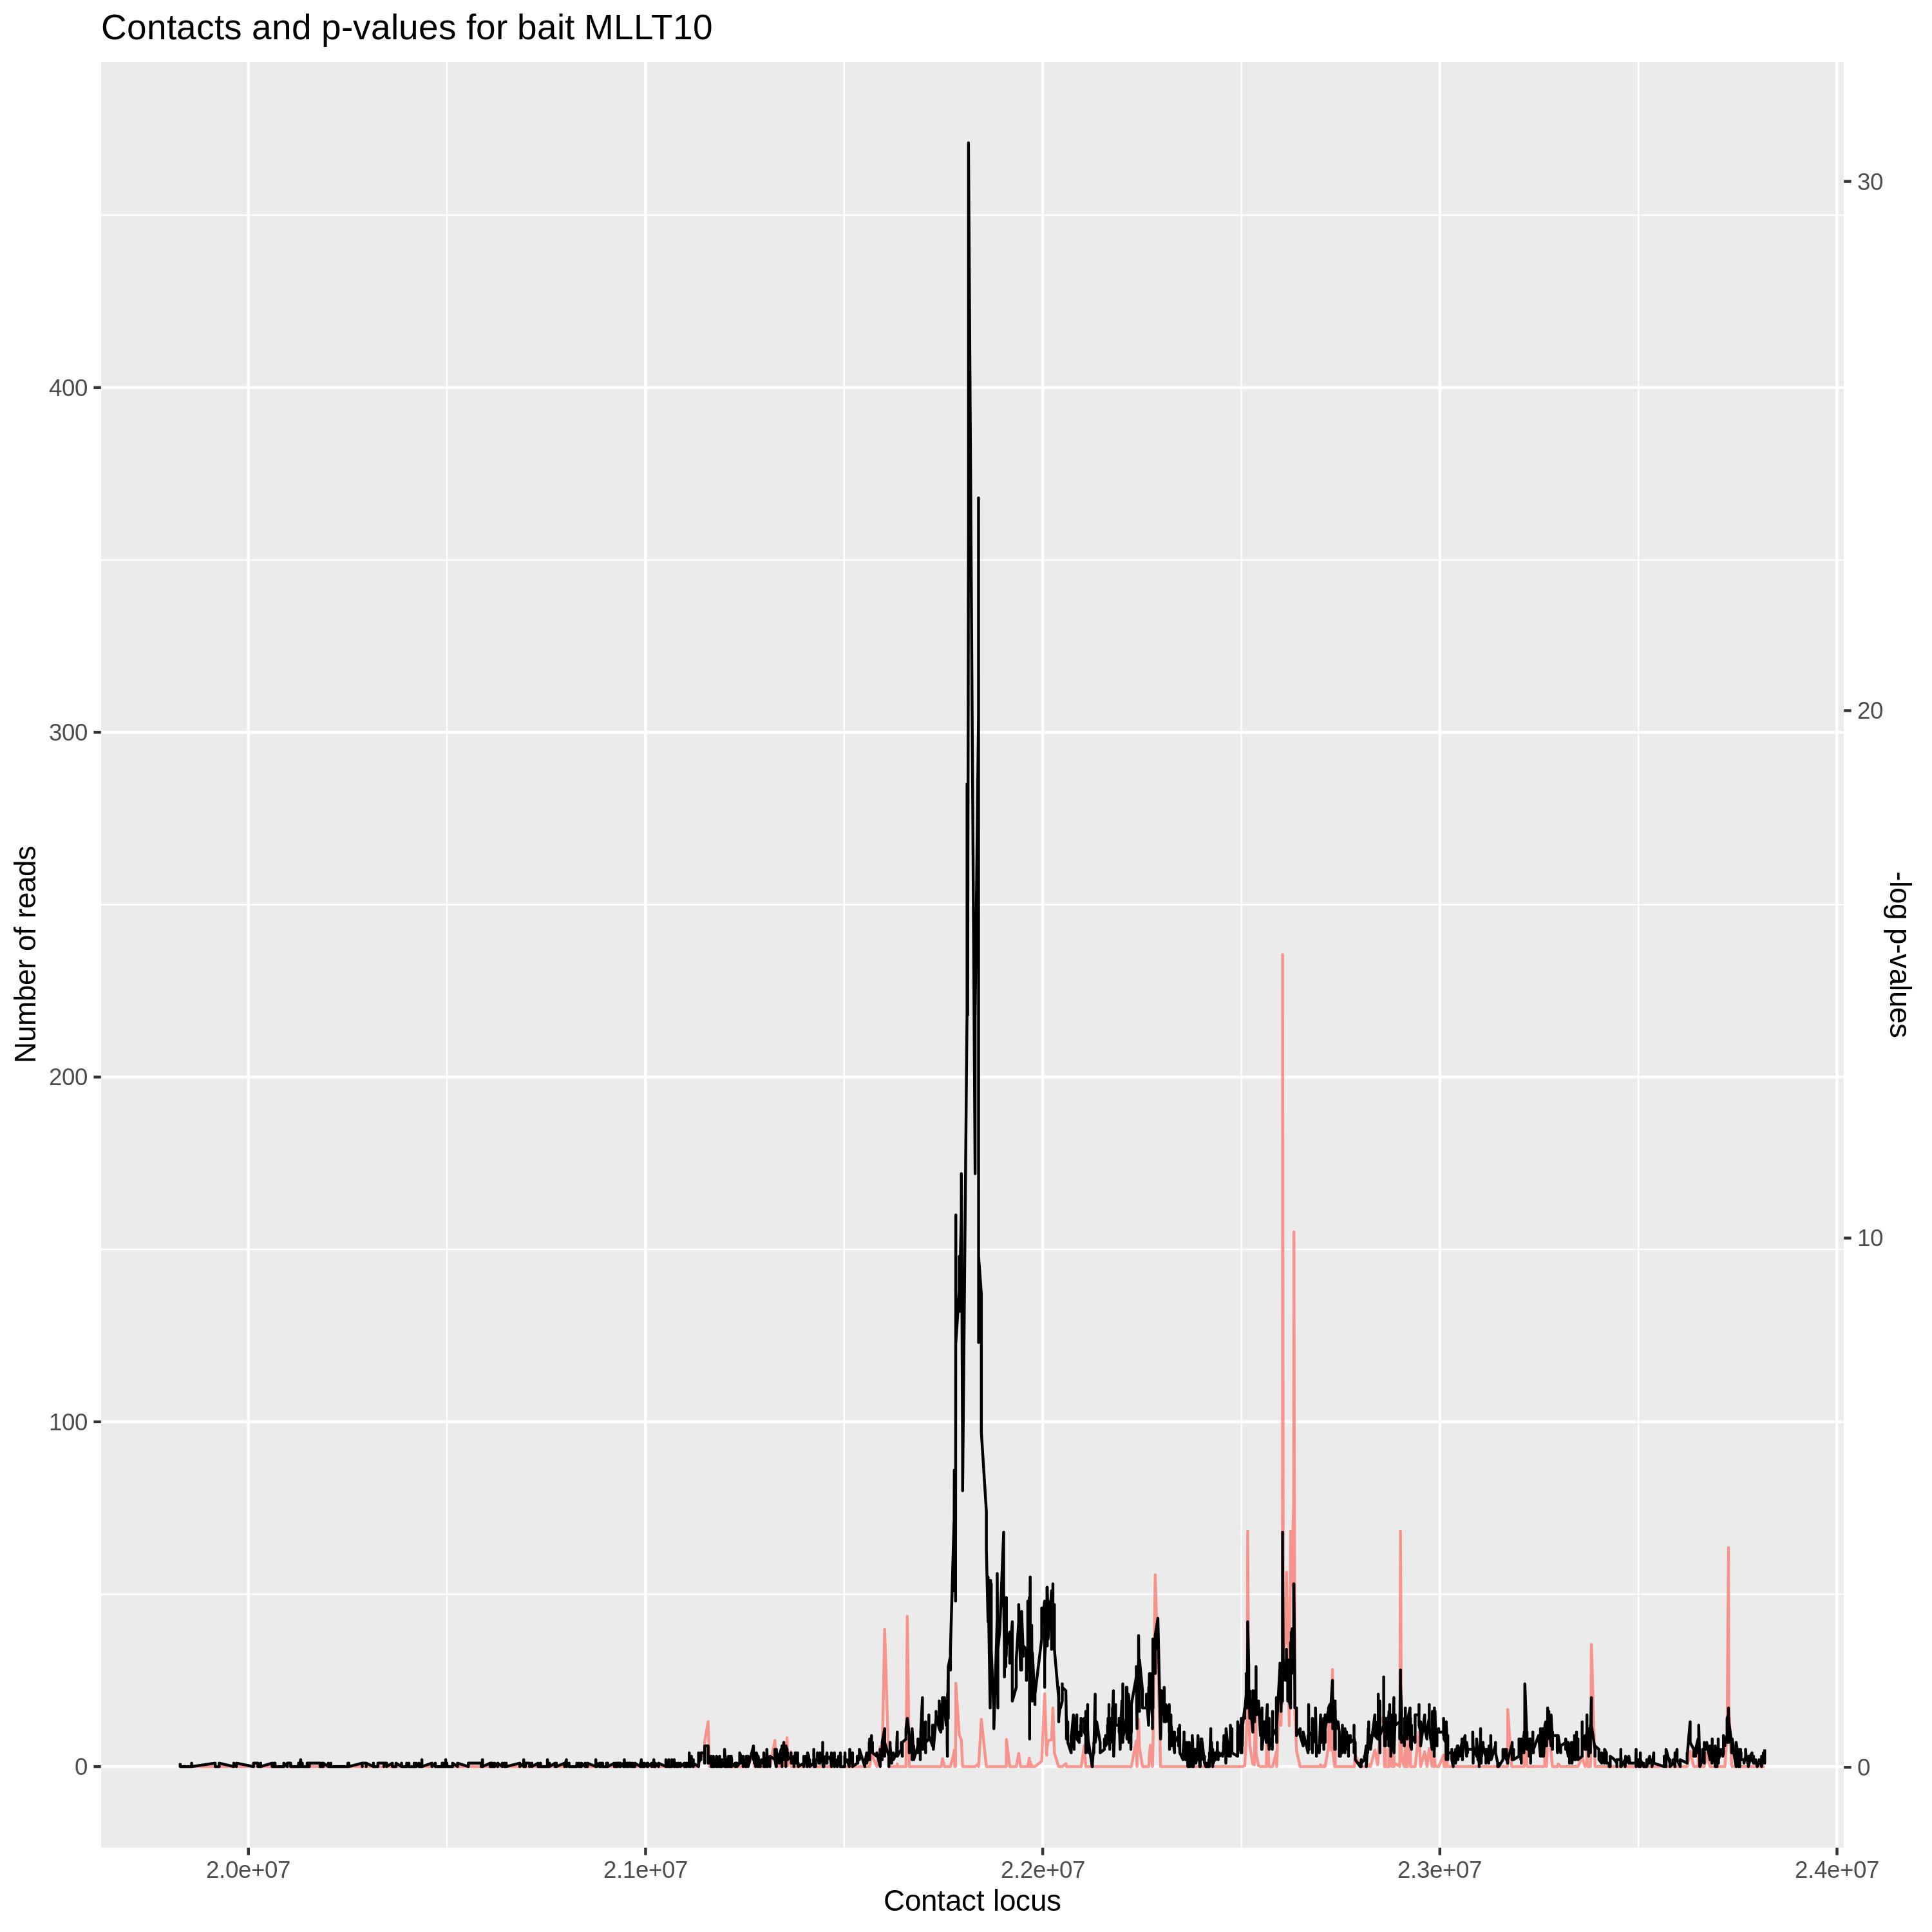 Contacts and p-values for bait MLLT10
400
300
200
100
0
Number of reads
30
20
10
0
-log p-values
2.0e+07
2.1e+07
2.2e+07
2.3e+07
2.4e+07
Contact locus